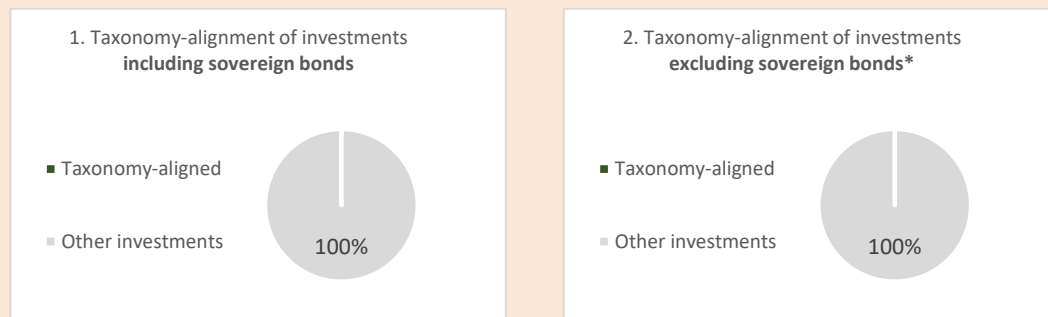 1. Taxonomy-alignment of investments
including sovereign bonds
Taxonomy-aligned
Other investments
100%
2. Taxonomy-alignment of investments
excluding sovereign bonds*
Taxonomy-aligned
Other investments
100%